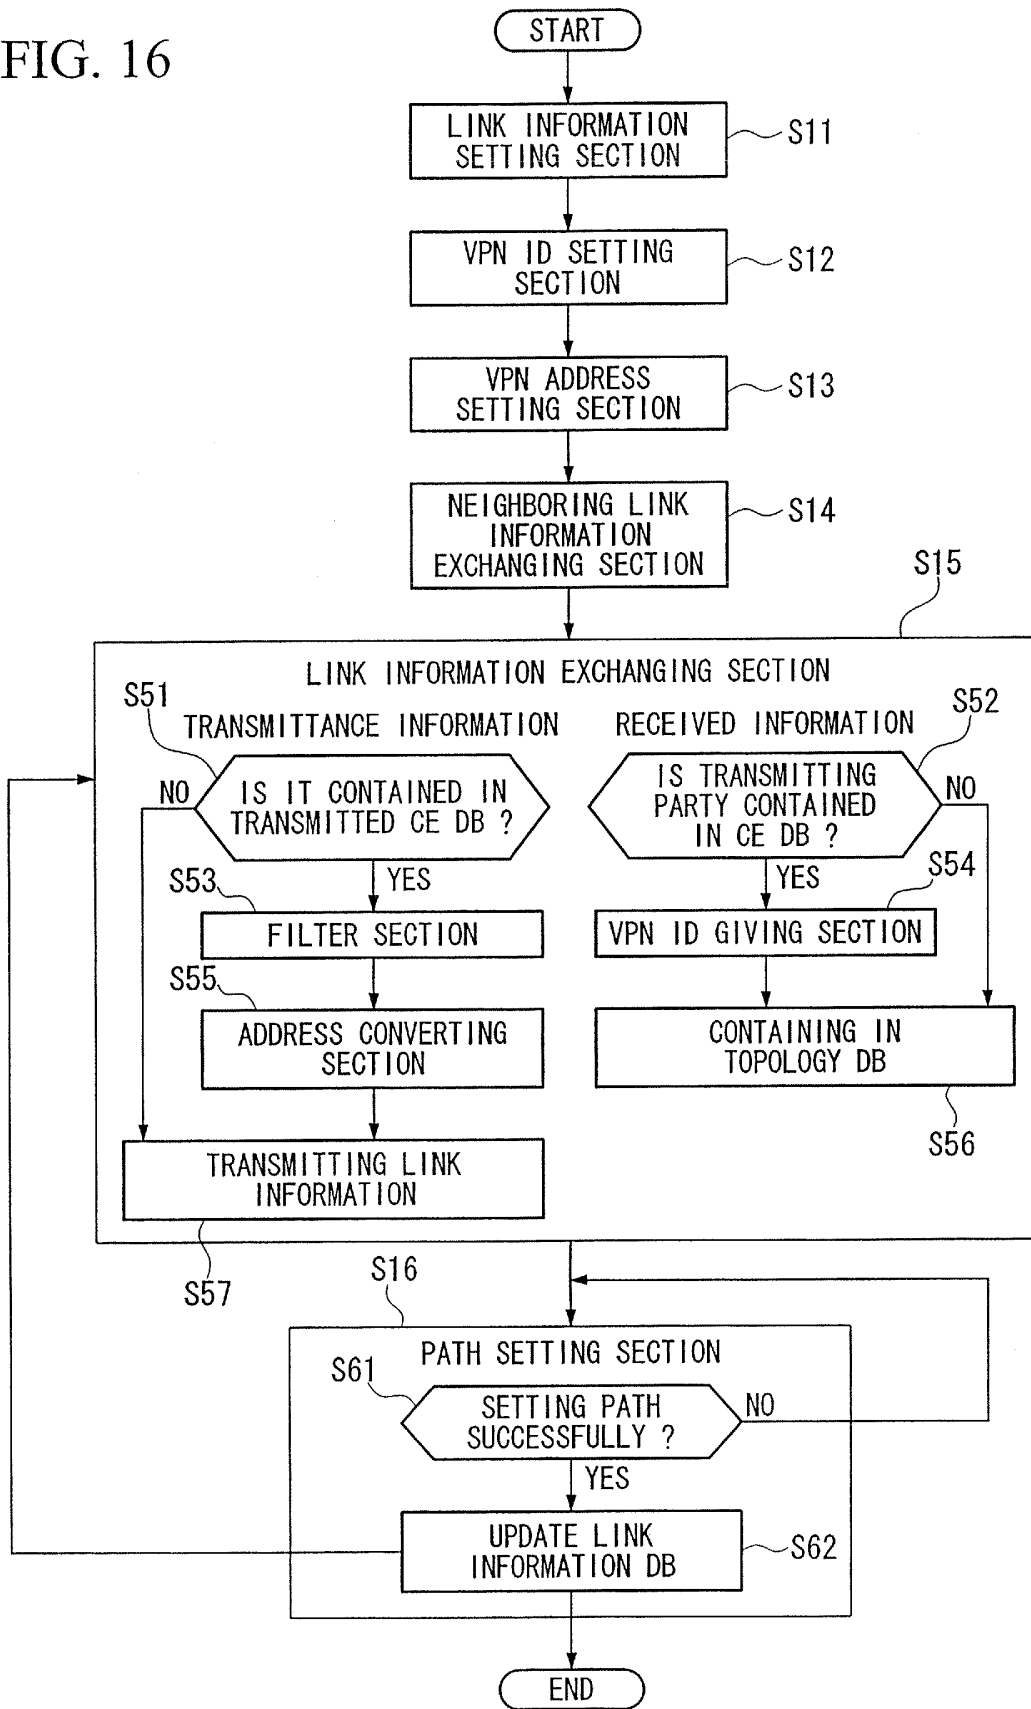 FIG. 16
START
LINK INFORMATION
SETTING SECTION
S11
VPN ID SETTING
SECTION
S12
VPN ADDRESS
SETTING SECTION
S13
NEIGHBORING LINK
INFORMATION
EXCHANGING SECTION
S14
S15
LINK INFORMATION EXCHANGING SECTION
S51
TRANSMITTANCE INFORMATION
NO
IS IT CONTAINED IN
TRANSMITTED CE DB ?
YES
S53
FILTER SECTION
S55
ADDRESS CONVERTING
SECTION
TRANSMITTING LINK
INFORMATION
S57
RECEIVED INFORMATION
S52
IS TRANSMITTING
PARTY CONTAINED
IN CE DB ?
NO
YES
S54
VPN ID GIVING SECTION
CONTAINING IN
TOPOLOGY DB
S56
S16
PATH SETTING SECTION
S61
SETTING PATH
SUCCESSFULLY ?
NO
YES
UPDATE LINK
INFORMATION DB
S62
END